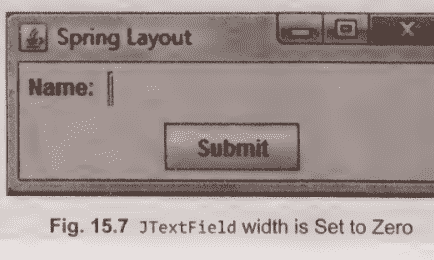 Spring Layout
Name:
Submit
Fig. 15.7 JTextField width is Set to Zero